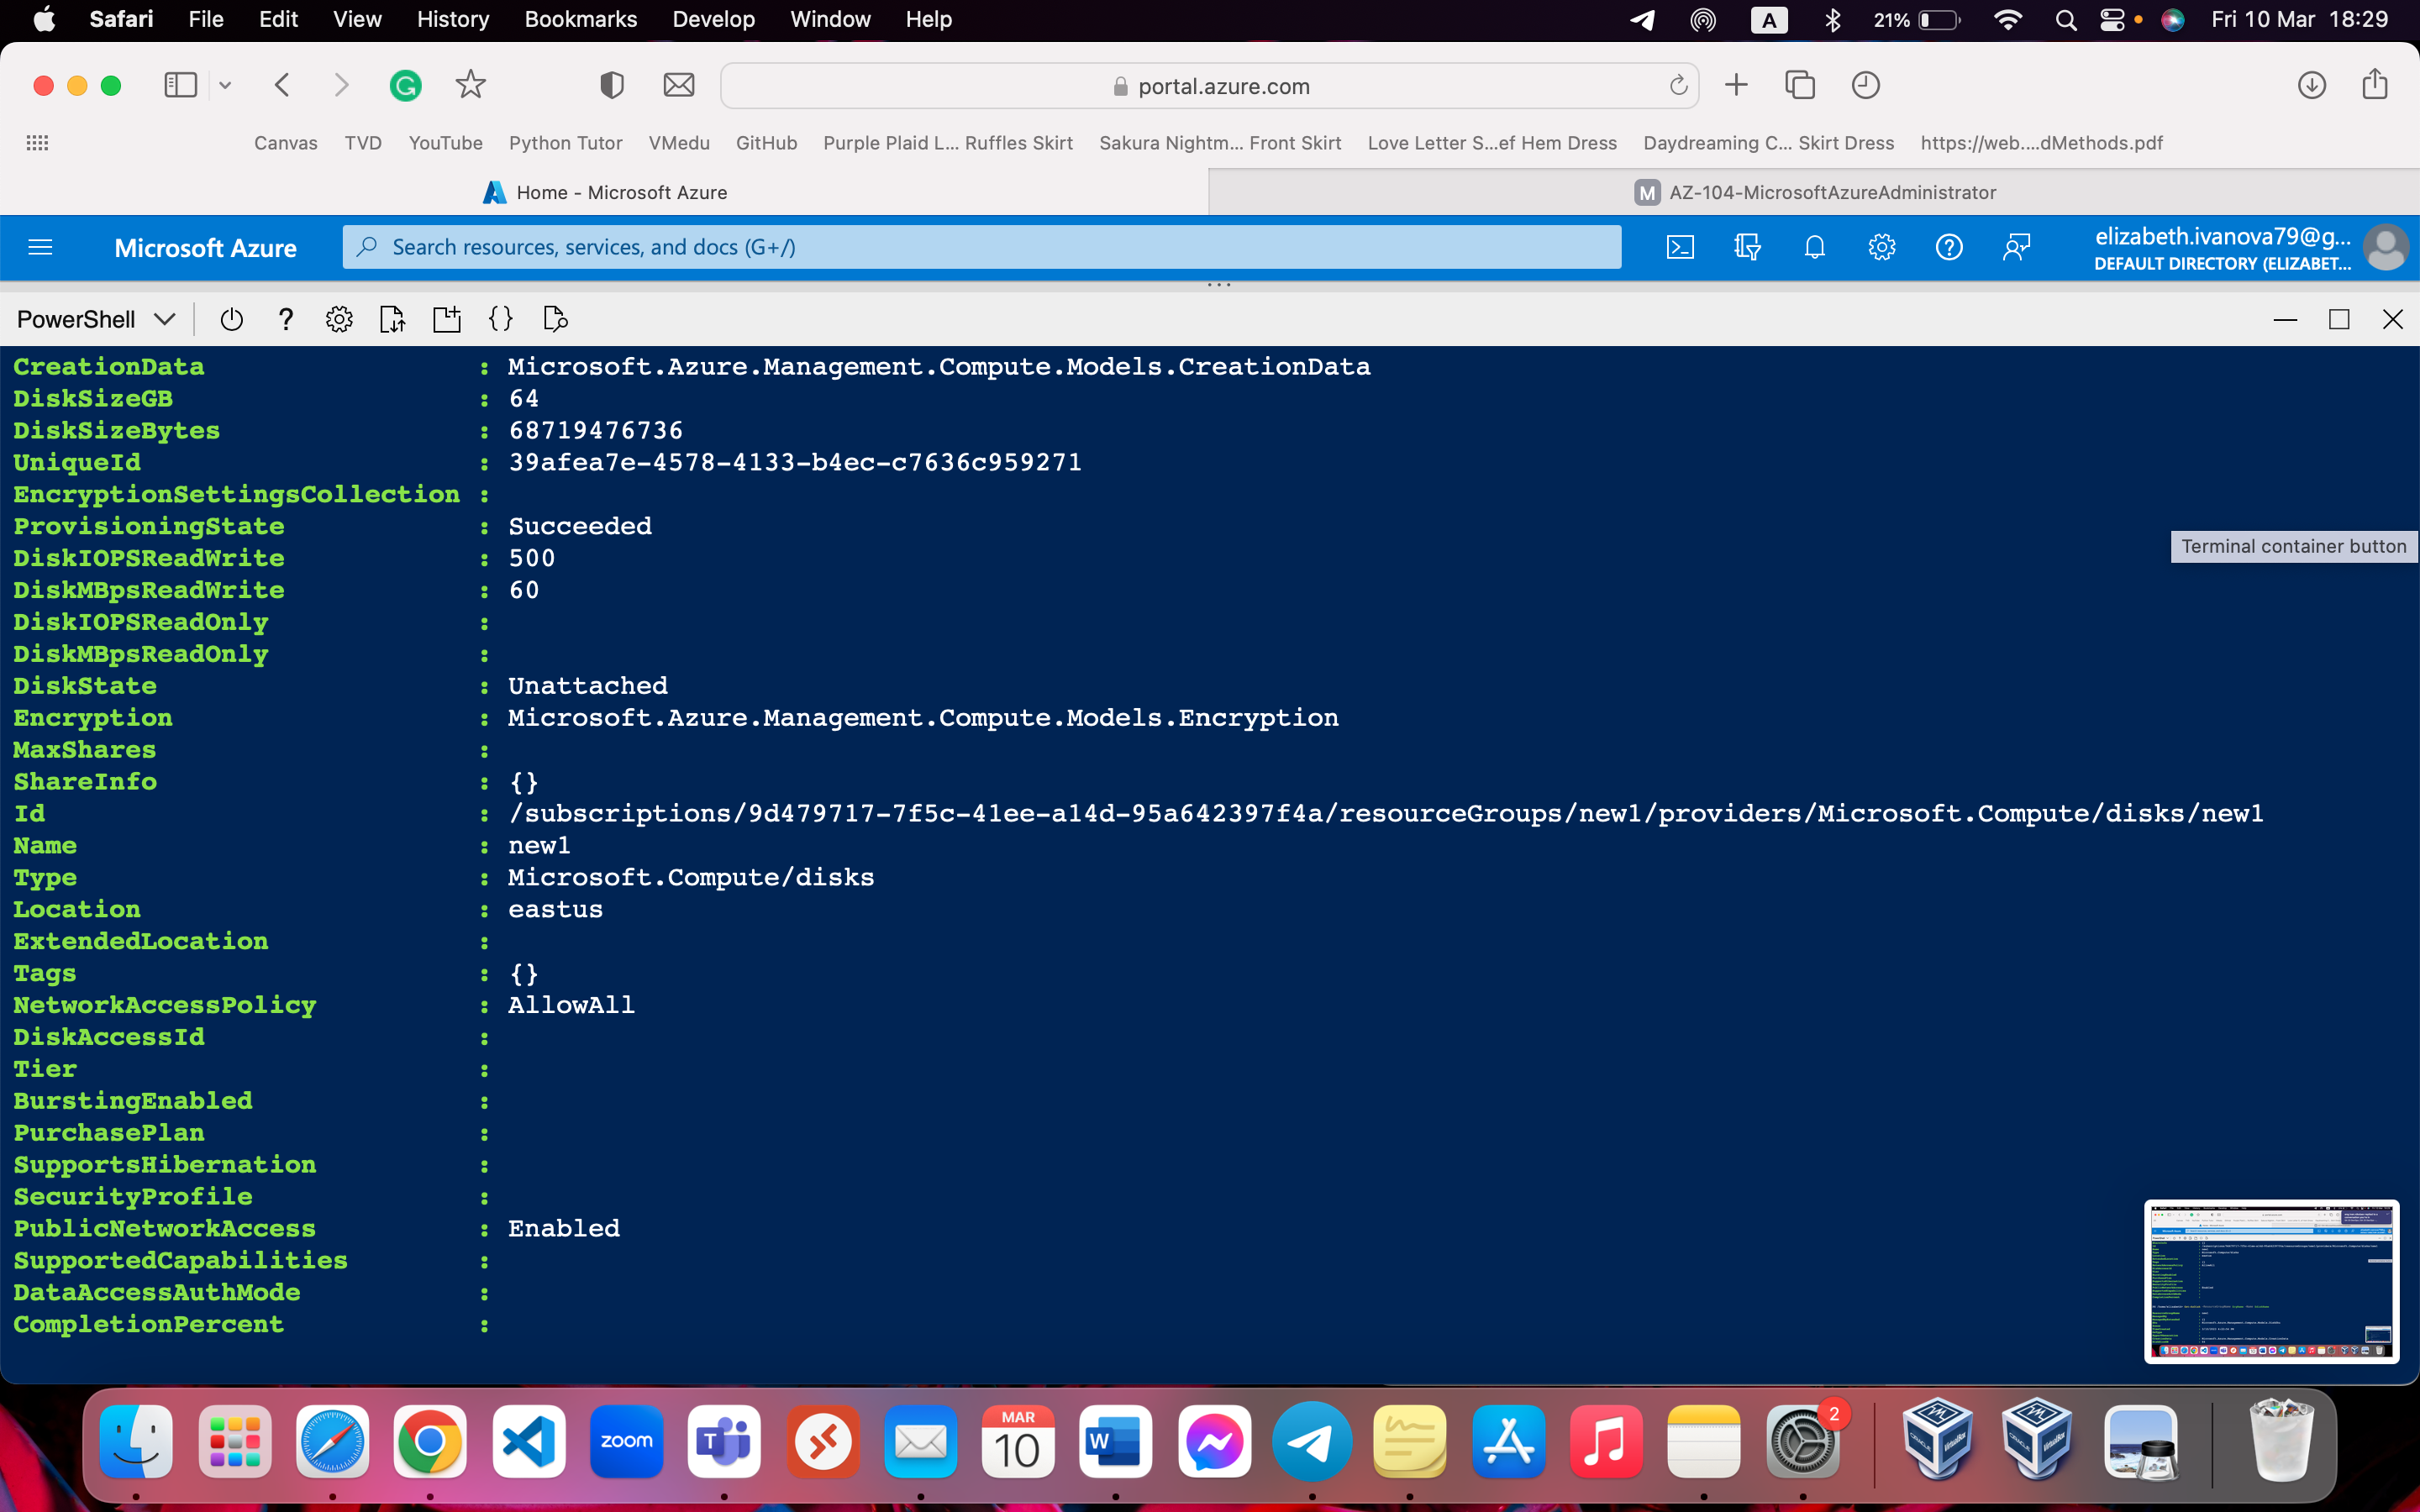 Safari File Edit View History Bookmarks Develop Window Help A 21% Fri 10 Mar 18:29
portal.azure.com
Canvas TVD YouTube Python Tutor VMedu GitHub Purple Plaid L... Ruffles Skirt Sakura Nightm... Front Skirt Love Letter S...ef Hem Dress Daydreaming C... Skirt Dress https://web....dMethods.pdf
Home - Microsoft Azure M AZ-104-MicrosoftAzureAdministrator
Microsoft Azure Search resources, services, and docs (G+/) elizabeth.ivanova79@g...
DEFAULT DIRECTORY (ELIZABET...
PowerShell
CreationData : Microsoft.Azure.Management.Compute.Models.CreationData
DiskSizeGB : 64
DiskSizeBytes : 68719476736
UniqueId : 39afea7e-4578-4133-b4ec-c7636c959271
EncryptionSettingsCollection :
ProvisioningState : Succeeded
DiskIOPSReadWrite : 500
Terminal container button
DiskMBpsReadWrite : 60
DiskIOPSReadOnly :
DiskMBpsReadOnly :
DiskState : Unattached
Encryption : Microsoft.Azure.Management.Compute.Models.Encryption
MaxShares :
ShareInfo : {}
Id : /subscriptions/9d479717-7f5c-41ee-a14d-95a642397f4a/resourceGroups/new1/providers/Microsoft.Compute/disks/new1
Name : new1
Type : Microsoft.Compute/disks
Location : eastus
ExtendedLocation :
Tags : {}
NetworkAccessPolicy : AllowAll
DiskAccessId :
Tier :
BurstingEnabled :
PurchasePlan :
SupportsHibernation :
SecurityProfile :
PublicNetworkAccess : Enabled
SupportedCapabilities :
DataAccessAuthMode :
CompletionPercent :
zoom T MAR 10 W 2